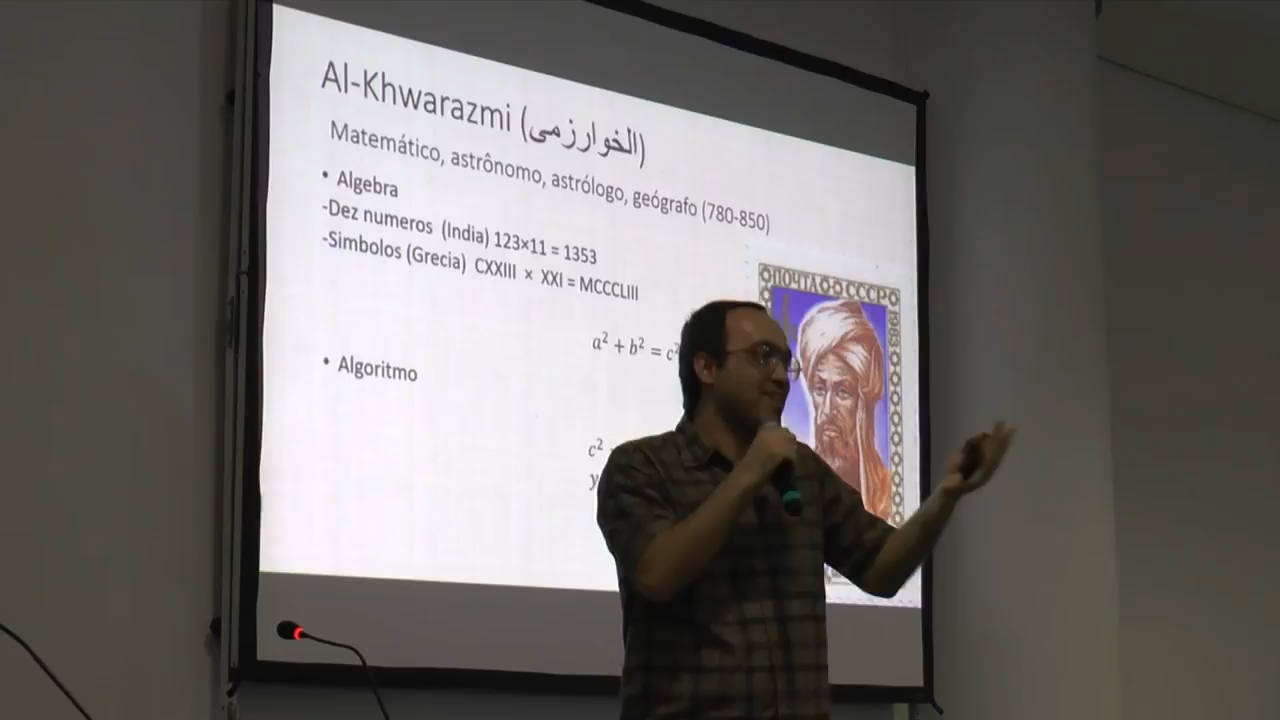 Al-Khwarazmi (الخوارزمی)
Matemático, astrônomo, astrólogo, geógrafo (780-850)
• Algebra
-Dez numeros (India) 123×11 = 1353
-Simbolos (Grecia) CXXIII × XXI = MCCCLIII
a² + b² = c²
• Algoritmo
c²
y
ПОЧТА СССР
1983